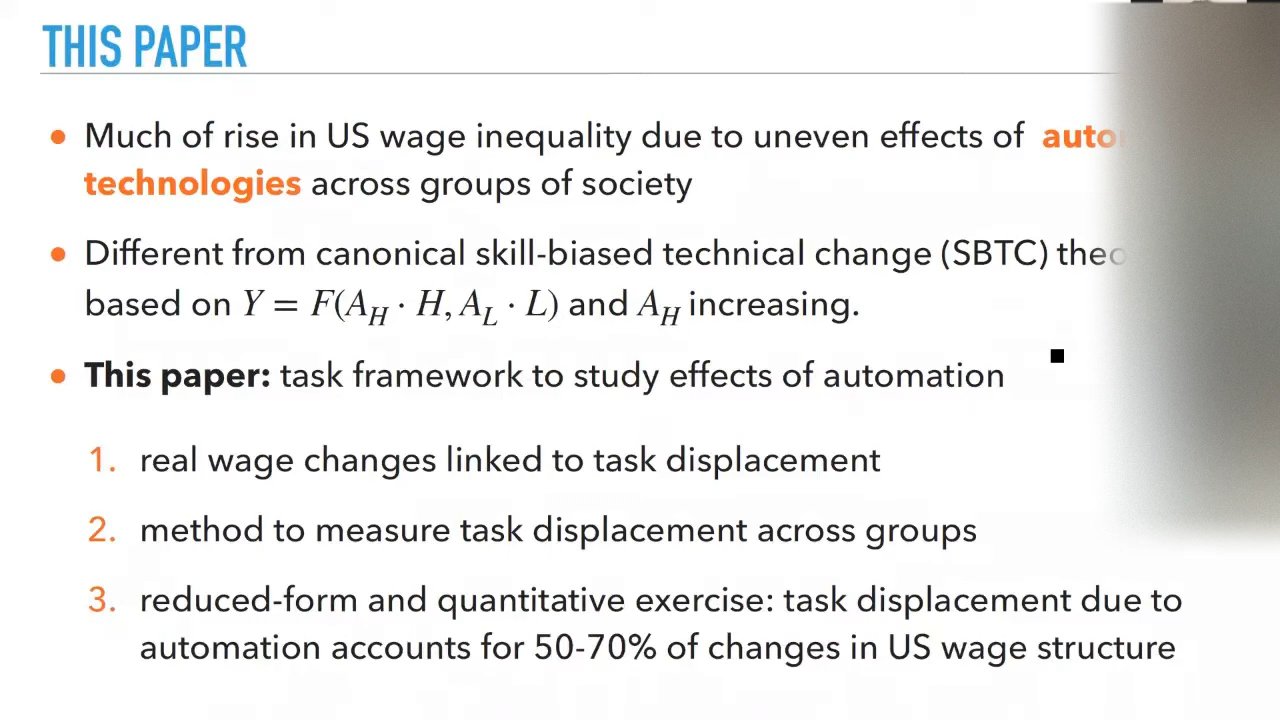 THIS PAPER
• Much of rise in US wage inequality due to uneven effects of
technologies across groups of society
• Different from canonical skill-biased technical change (SBTC)
based on Y = F(A_H · H, A_L · L) and A_H increasing.
• This paper: task framework to study effects of automation
1. real wage changes linked to task displacement
2. method to measure task displacement across groups
3. reduced-form and quantitative exercise: task displacement due to
automation accounts for 50-70% of changes in US wage structure